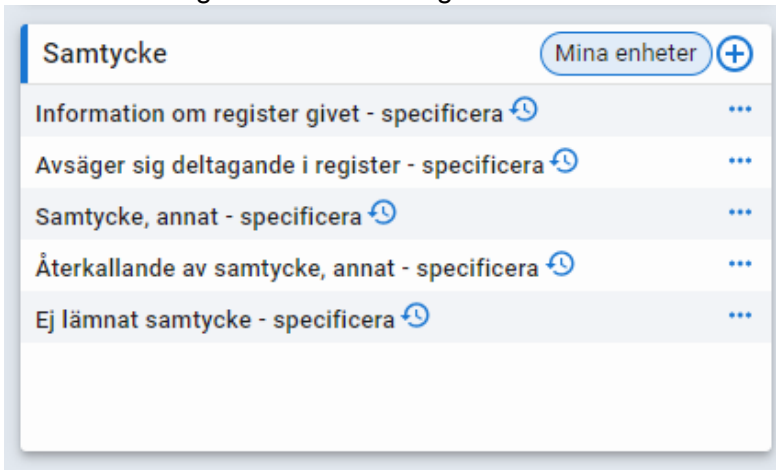 Samtycke
Mina enheter
Information om register givet - specificera
Avsäger sig deltagande i register - specificera
Samtycke, annat - specificera
Återkallande av samtycke, annat - specificera
Ej lämnat samtycke - specificera